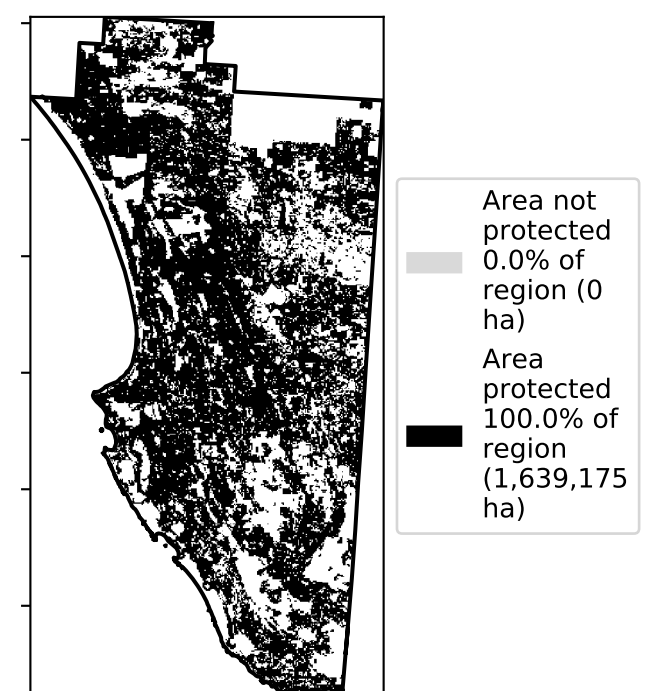 Area not
protected
0.0% of
region (0
ha)
Area
protected
100.0% of
region
(1,639,175
ha)